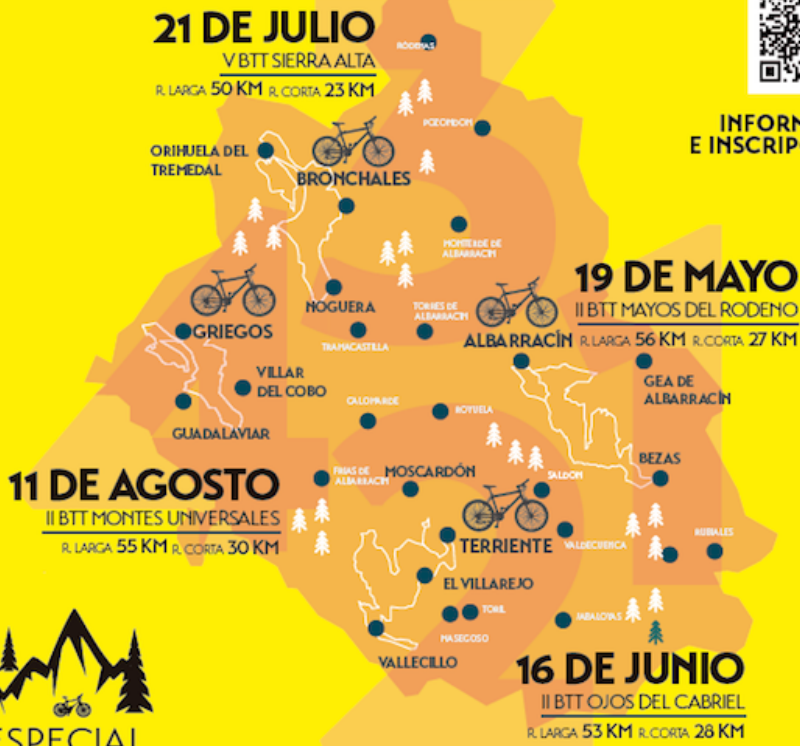 21 DE JULIO
V BTT SIERRA ALTA
R. LARGA 50 KM R. CORTA 23 KM
RÓDENAS
POZONDÓN
INFORM
E INSCRIP
ORIHUELA DEL
TREMEDAL
BRONCHALES
MONTERDE DE
ALBARRACÍN
19 DE MAYO
II BTT MAYOS DEL RODENO
R. LARGA 56 KM R.CORTA 27 KM
NOGUERA
TORRES DE
ALBARRACÍN
GRIEGOS
TRAMACASTILLA
ALBARRACÍN
VILLAR
DEL COBO
GEA DE
ALBARRACÍN
CALOMARDE
ROYUELA
GUADALAVIAR
BEZAS
11 DE AGOSTO
II BTT MONTES UNIVERSALES
R. LARGA 55 KM R. CORTA 30 KM
FRIAS DE
ALBARRACÍN
MOSCARDÓN
SALDÓN
TERRIENTE
VALDECUENCA
RUBIALES
EL VILLAREJO
TORIL
MASEGOSO
JABALOYAS
VALLECILLO
16 DE JUNIO
II BTT OJOS DEL CABRIEL
R. LARGA 53 KM R.CORTA 28 KM
ESPECIAL